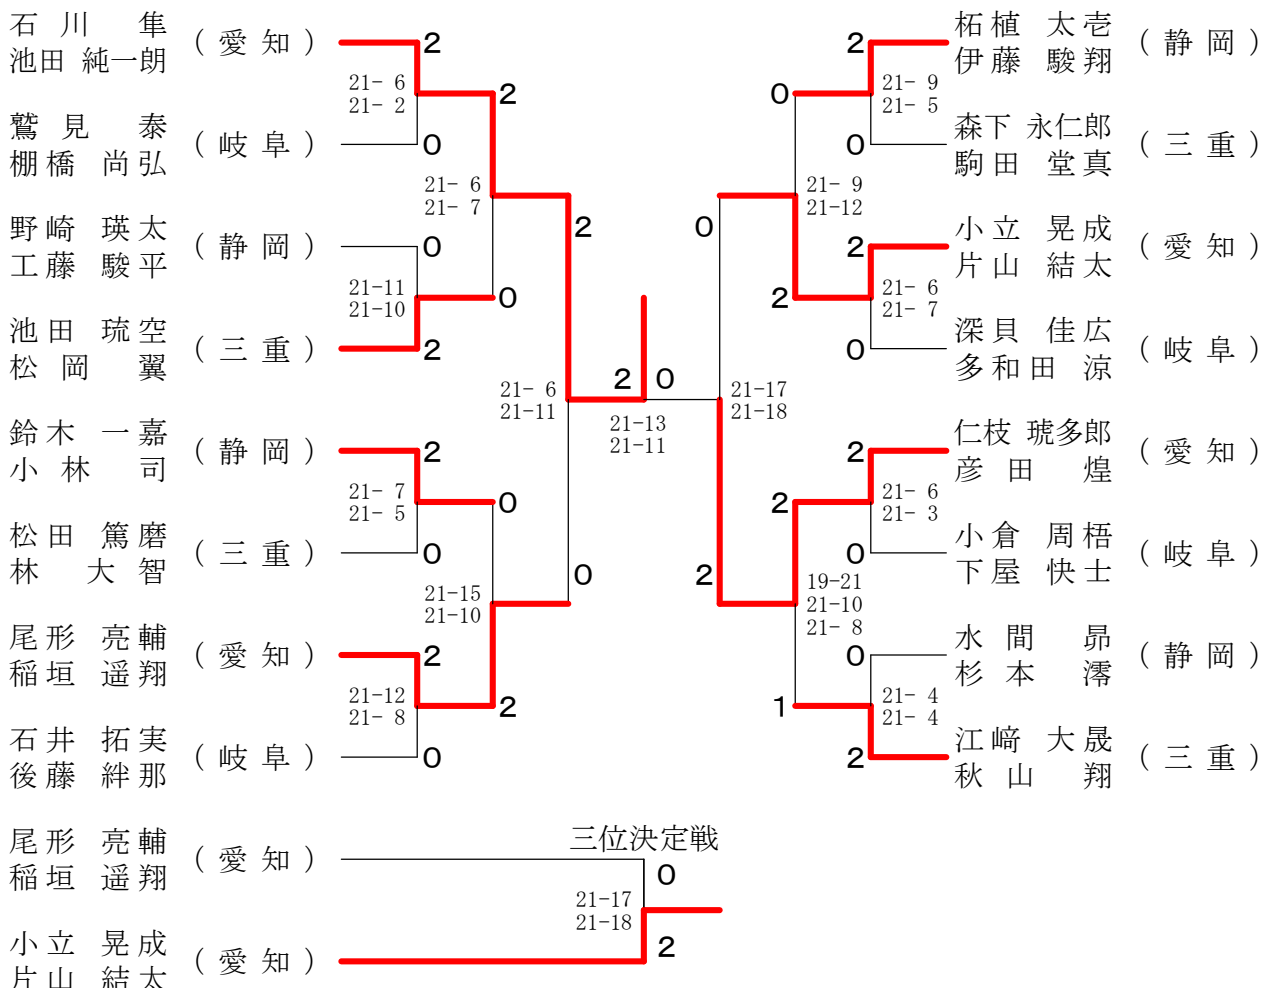 石川 隼
池田 純一朗
(愛知)
2
21- 6
21- 2
2
鷲見 泰
棚橋 尚弘
(岐阜)
0
21- 6
21- 7
2
野崎 瑛太
工藤 駿平
(静岡)
0
21-11
21-10
0
池田 琉空
松岡 翼
(三重)
2
21- 6
21-11
2 0
21-13
21-11
鈴木 一嘉
小林 司
(静岡)
2
21- 7
21- 5
0
松田 篤磨
林 大智
(三重)
0
21-15
21-10
0
尾形 亮輔
稲垣 遥翔
(愛知)
2
21-12
21- 8
2
石井 拓実
後藤 絆那
(岐阜)
0
柘植 太壱
伊藤 駿翔
(静岡)
2
21- 9
21- 5
0
森下 永仁郎
駒田 堂真
(三重)
0
21- 9
21-12
0
小立 晃成
片山 結太
(愛知)
2
21- 6
21- 7
2
深貝 佳広
多和田 涼
(岐阜)
0
21-17
21-18
仁枝 琥多郎
彦田 煌
(愛知)
2
21- 6
21- 3
2
小倉 周梧
下屋 快士
(岐阜)
0
19-21
21-10
21- 8
2
水間 昴
杉本 澪
(静岡)
0
21- 4
21- 4
1
江﨑 大晟
秋山 翔
(三重)
2
三位決定戦
尾形 亮輔
稲垣 遥翔
(愛知)
0
21-17
21-18
小立 晃成
片山 結太
(愛知)
2